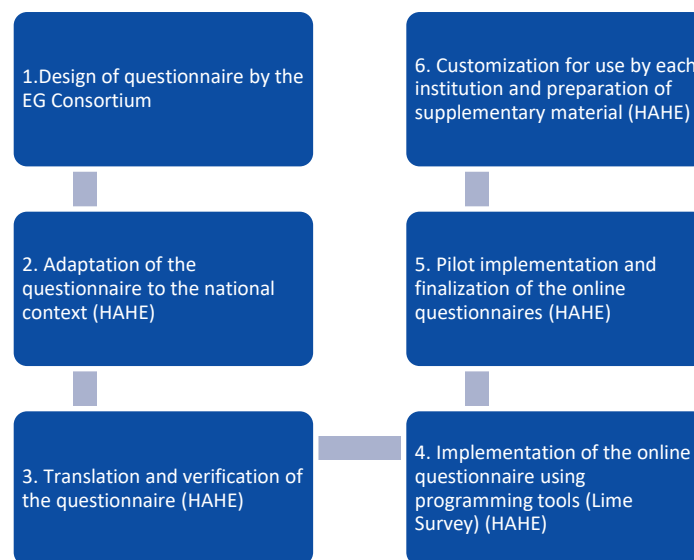 1.Design of questionnaire by the
EG Consortium
2. Adaptation of the
questionnaire to the national
context (HAHE)
3. Translation and verification of
the questionnaire (HAHE)
4. Implementation of the online
questionnaire using
programming tools (Lime
Survey) (HAHE)
5. Pilot implementation and
finalization of the online
questionnaires (HAHE)
6. Customization for use by each
institution and preparation of
supplementary material (HAHE)